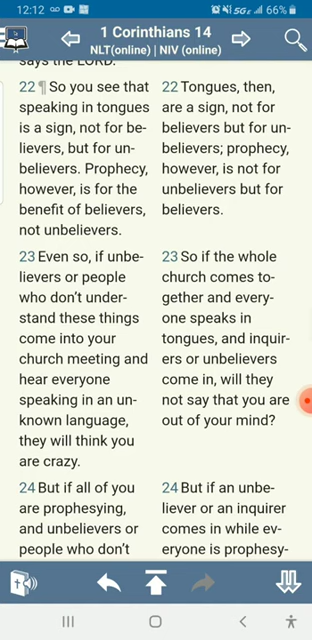 12:12
5GE 66%
1 Corinthians 14
NLT(online) | NIV (online)
says the LORD.
22 ¶ So you see that
speaking in tongues
is a sign, not for be-
lievers, but for un-
believers. Prophecy,
however, is for the
benefit of believers,
not unbelievers.
23 Even so, if unbe-
lievers or people
who don't under-
stand these things
come into your
church meeting and
hear everyone
speaking in an un-
known language,
they will think you
are crazy.
24 But if all of you
are prophesying,
and unbelievers or
people who don't
22 Tongues, then,
are a sign, not for
believers but for un-
believers; prophecy,
however, is not for
unbelievers but for
believers.
23 So if the whole
church comes to-
gether and every-
one speaks in
tongues, and inquir-
ers or unbelievers
come in, will they
not say that you are
out of your mind?
24 But if an unbe-
liever or an inquirer
comes in while ev-
eryone is prophesy-